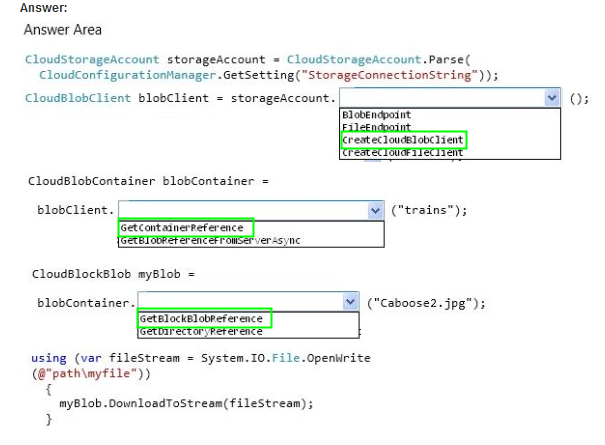 Answer:
Answer Area
CloudStorageAccount storageAccount = CloudStorageAccount.Parse(
CloudConfigurationManager.GetSetting("StorageConnectionString"));
CloudBlobClient blobClient = storageAccount. ();
BlobEndpoint
FileEndpoint
CreateCloudBlobClient
CreateCloudFileClient
CloudBlobContainer blobContainer =
blobClient. ("trains");
GetContainerReference
GetBlobReferenceFromServerAsync
CloudBlockBlob myBlob =
blobContainer. ("Caboose2.jpg");
GetBlockBlobReference
GetDirectoryReference
using (var fileStream = System.IO.File.OpenWrite
(@"path\myfile"))
{
myBlob.DownloadToStream(fileStream);
}